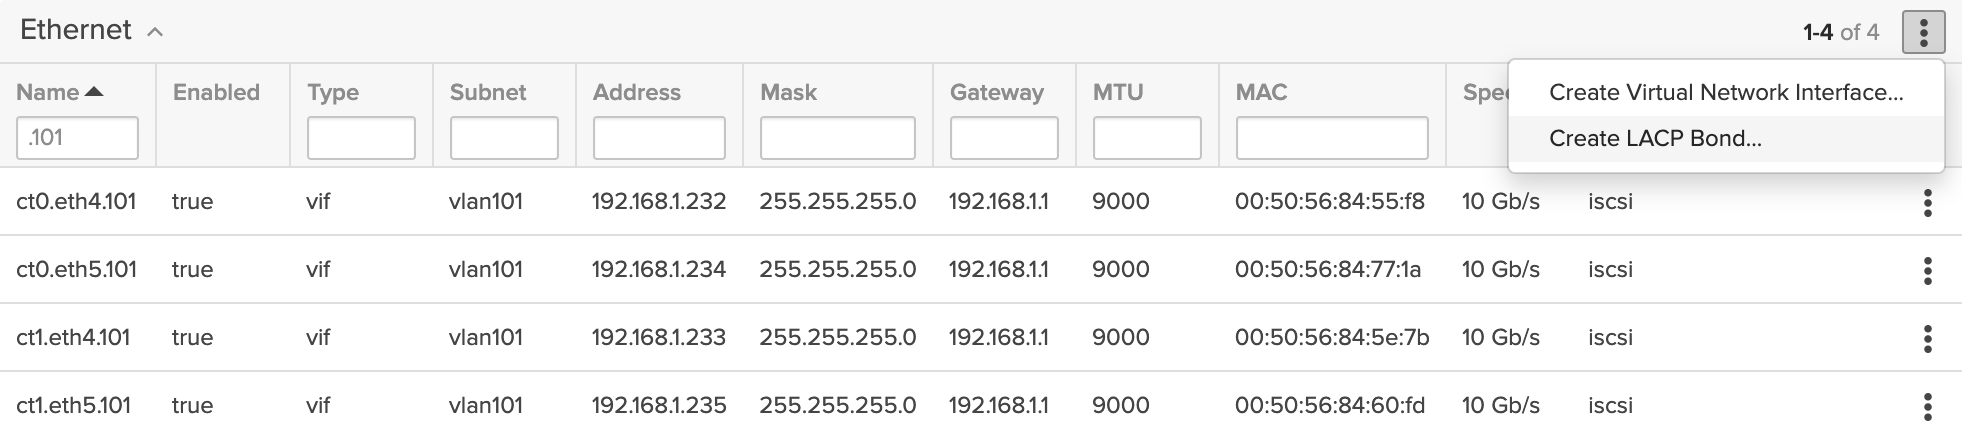 Ethernet
1-4 of 4
Name Enabled Type Subnet Address Mask Gateway MTU MAC
Create Virtual Network Interface...
.101
Create LACP Bond...
ct0.eth4.101 true vif vlan101 192.168.1.232 255.255.255.0 192.168.1.1 9000 00:50:56:84:55:f8 10 Gb/s iscsi
ct0.eth5.101 true vif vlan101 192.168.1.234 255.255.255.0 192.168.1.1 9000 00:50:56:84:77:1a 10 Gb/s iscsi
ct1.eth4.101 true vif vlan101 192.168.1.233 255.255.255.0 192.168.1.1 9000 00:50:56:84:5e:7b 10 Gb/s iscsi
ct1.eth5.101 true vif vlan101 192.168.1.235 255.255.255.0 192.168.1.1 9000 00:50:56:84:60:fd 10 Gb/s iscsi